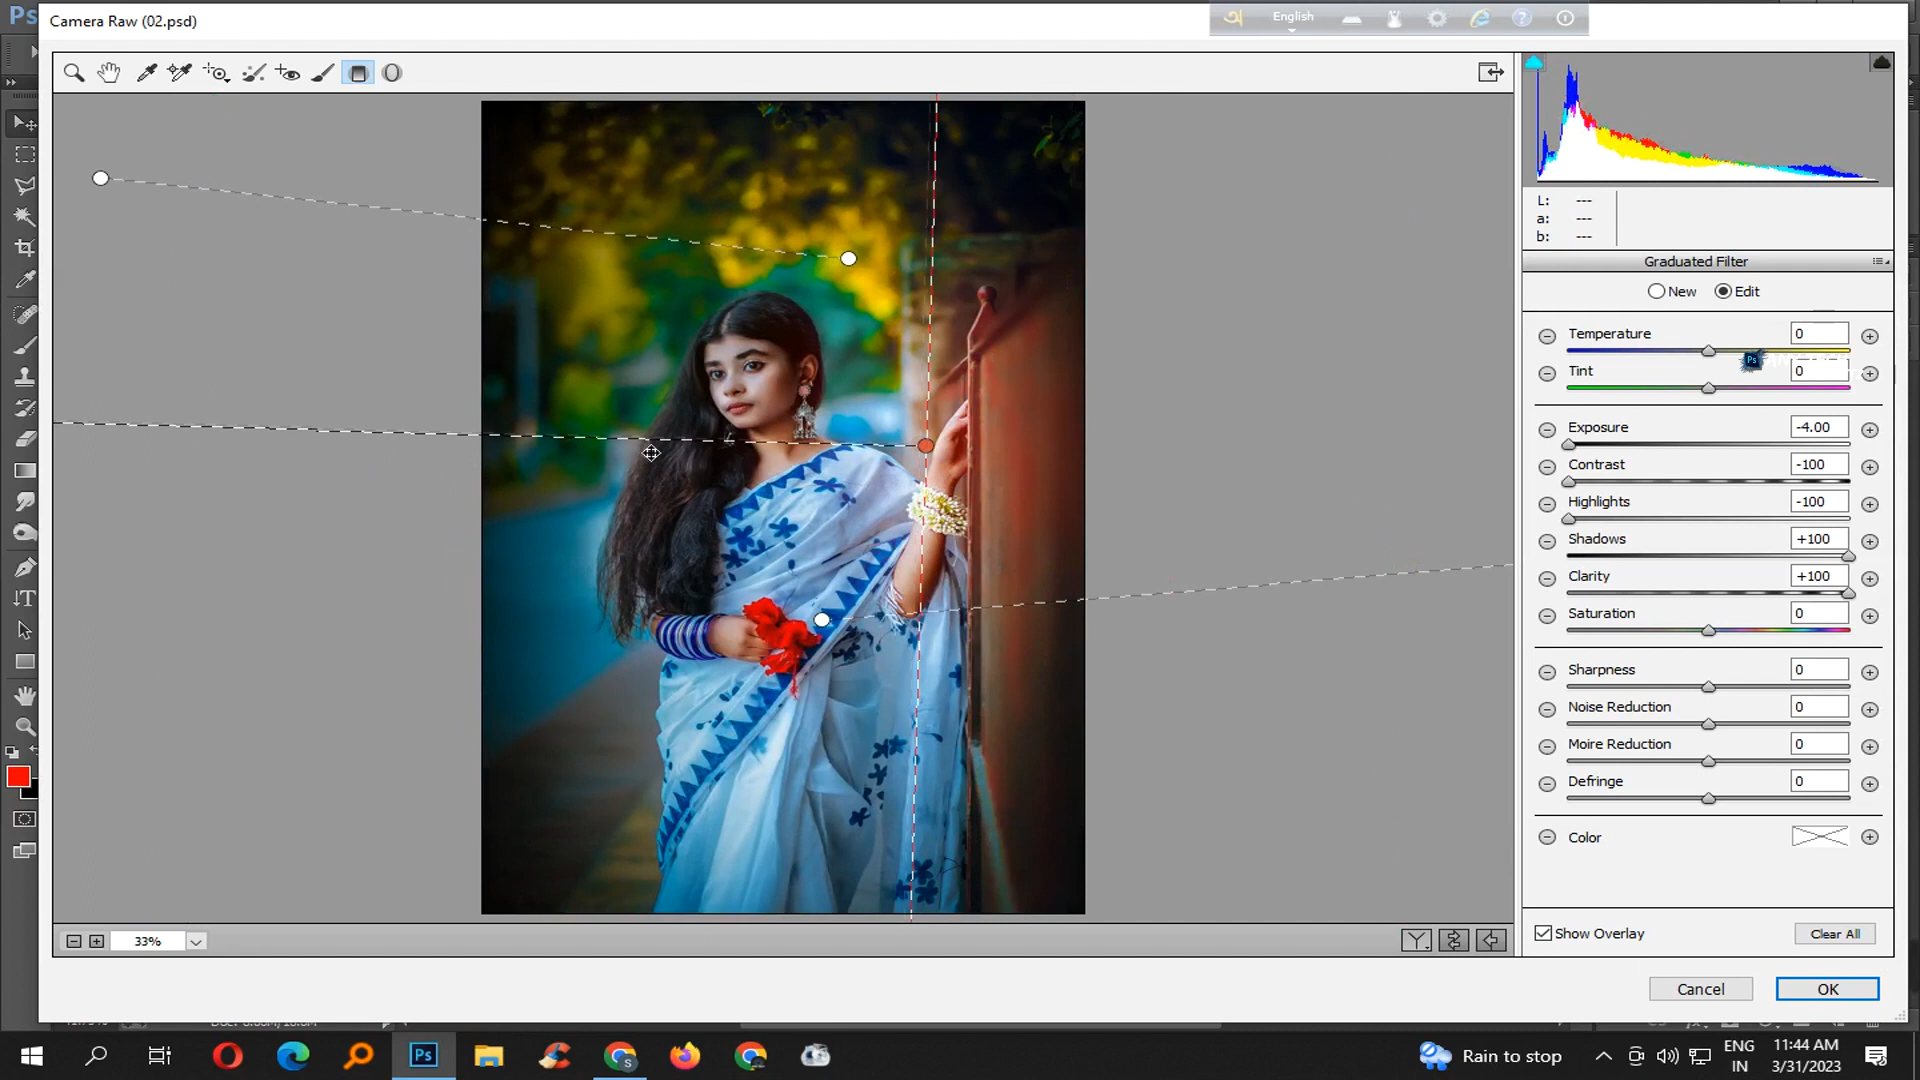 Ps
Camera Raw (02.psd)
English
L: ---
a: ---
b: ---
Graduated Filter
New
Edit
Temperature
0
Tint
0
Exposure
-4.00
Contrast
-100
Highlights
-100
Shadows
+100
Clarity
+100
Saturation
0
Sharpness
0
Noise Reduction
0
Moire Reduction
0
Defringe
0
Color
Show Overlay
Clear All
33%
Y
Cancel
OK
Ps
Rain to stop
ENG
IN
11:44 AM
3/31/2023